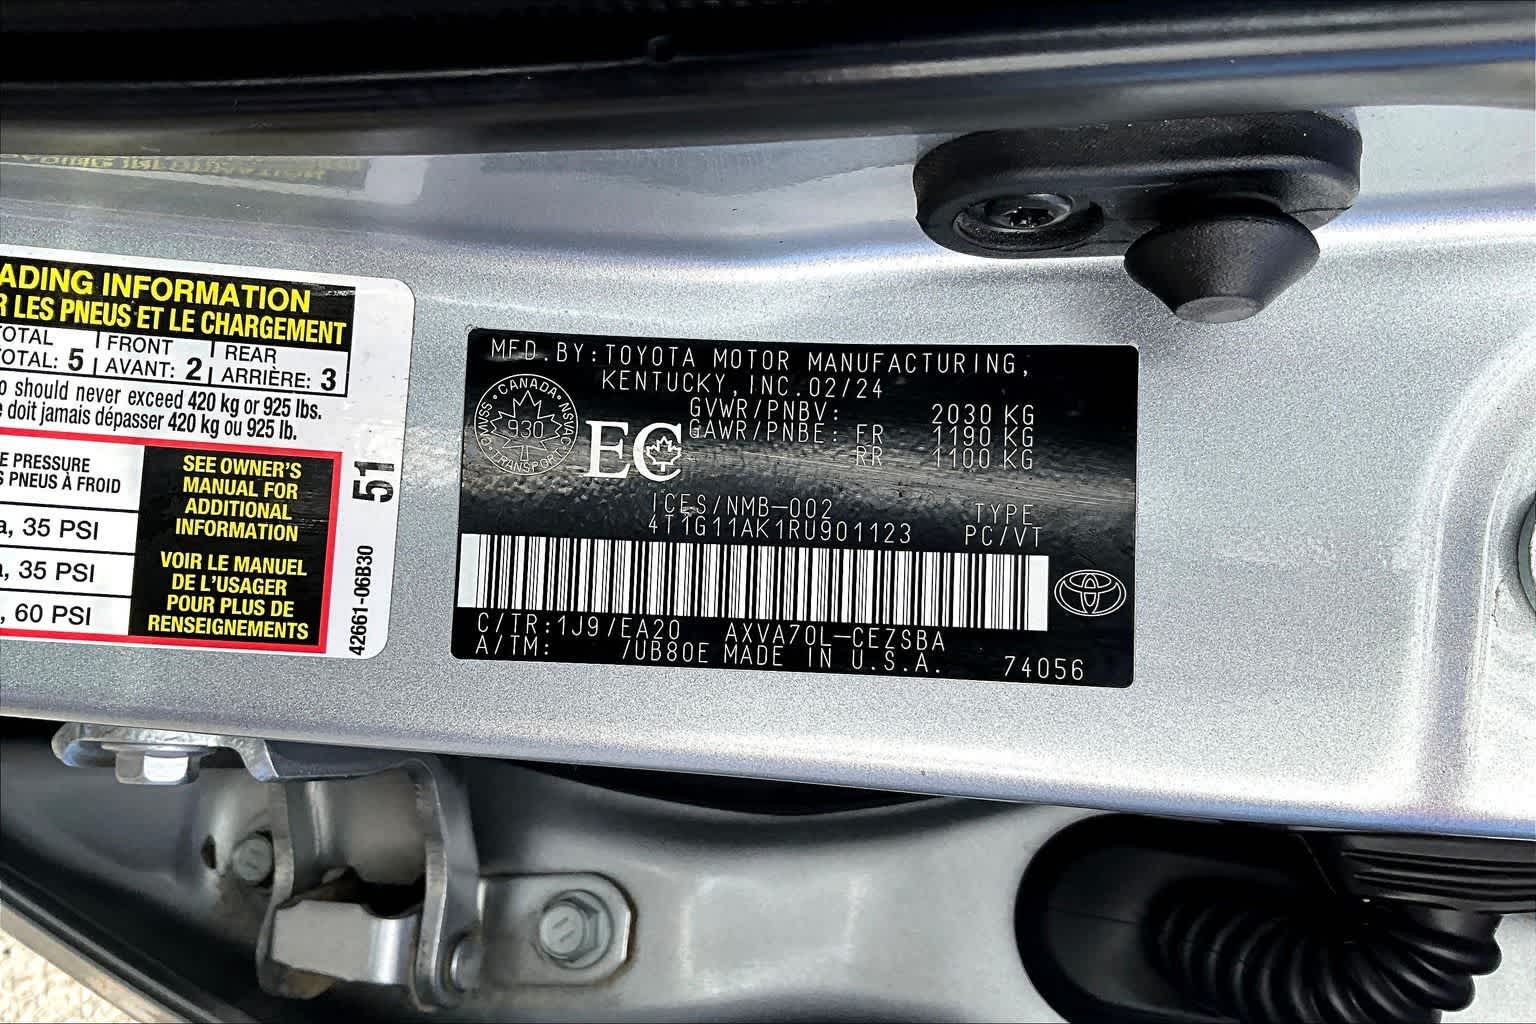 ADING INFORMATION
R LES PNEUS ET LE CHARGEMENT
OTAL FRONT REAR
OTAL: 5 AVANT: 2 ARRIÈRE: 3
o should never exceed 420 kg or 925 lbs.
e doit jamais dépasser 420 kg ou 925 lb.
E PRESSURE
S PNEUS À FROID
a, 35 PSI
a, 35 PSI
, 60 PSI
SEE OWNER'S
MANUAL FOR
ADDITIONAL
INFORMATION
VOIR LE MANUEL
DE L'USAGER
POUR PLUS DE
RENSEIGNEMENTS
51
42661-06B30
MFD.BY:TOYOTA MOTOR MANUFACTURING,
KENTUCKY,INC.02/24
GVWR/PNBV: 2030 KG
GAWR/PNBE: FR 1190 KG
RR 1100 KG
CANADA
CMVSS NSVAC
930
TRANSPORT
EC
ICES/NMB-002 TYPE
4T1G11AK1RU901123 PC/VT
C/TR:1J9/EA20 AXVA70L-CEZSBA
A/TM: /UB80E MADE IN U.S.A. 74056